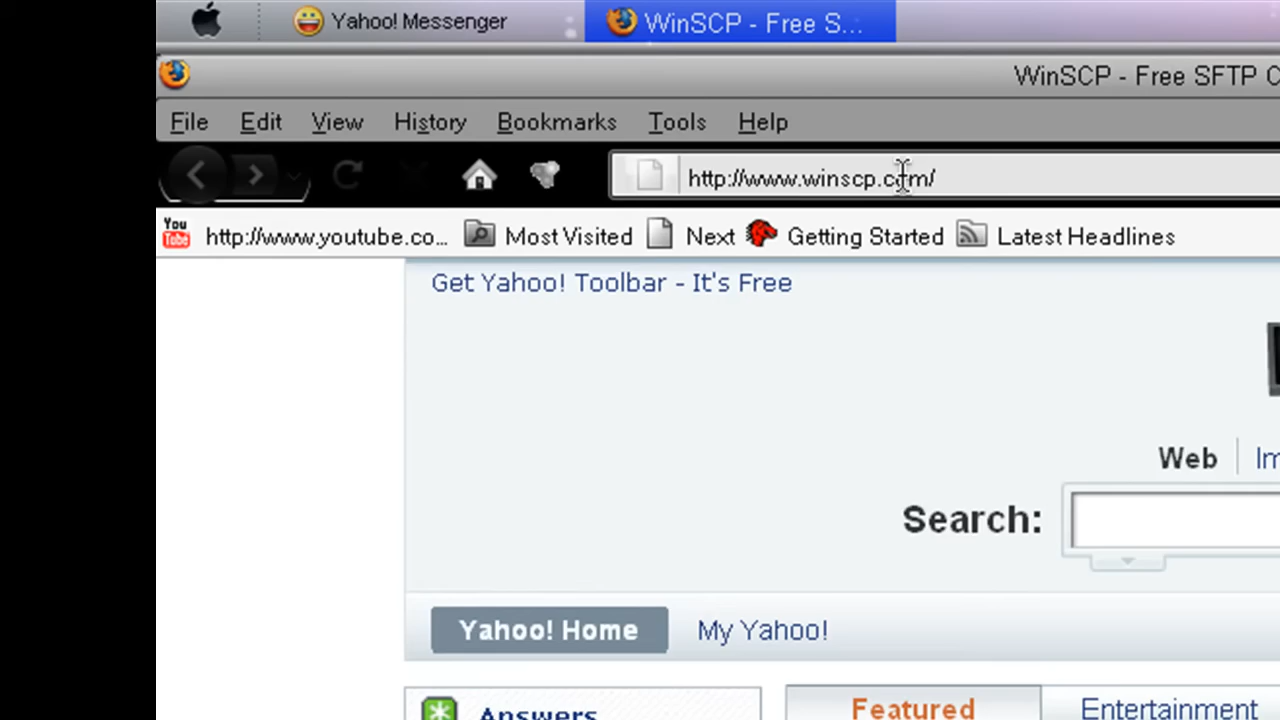 Yahoo! Messenger
WinSCP - Free S...
WinSCP - Free SFTP C
File Edit View History Bookmarks Tools Help
http://www.winscp.com/
You Tube http://www.youtube.co... Most Visited Next Getting Started Latest Headlines
Get Yahoo! Toolbar - It's Free
Web
Search:
Yahoo! Home My Yahoo!
Answers
Featured Entertainment